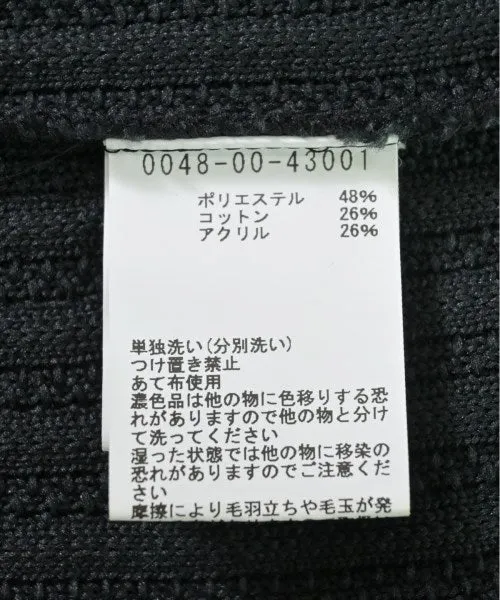 0048-00-43001
ポリエステル 48%
コットン 26%
アクリル 26%
単独洗い(分別洗い)
つけ置き禁止
あて布使用
濃色品は他の物に色移りする恐
れがありますので他の物と分け
て洗ってください
湿った状態では他の物に移染の
恐れがありますのでご注意くだ
さい
摩擦により毛羽立ちや毛玉が発